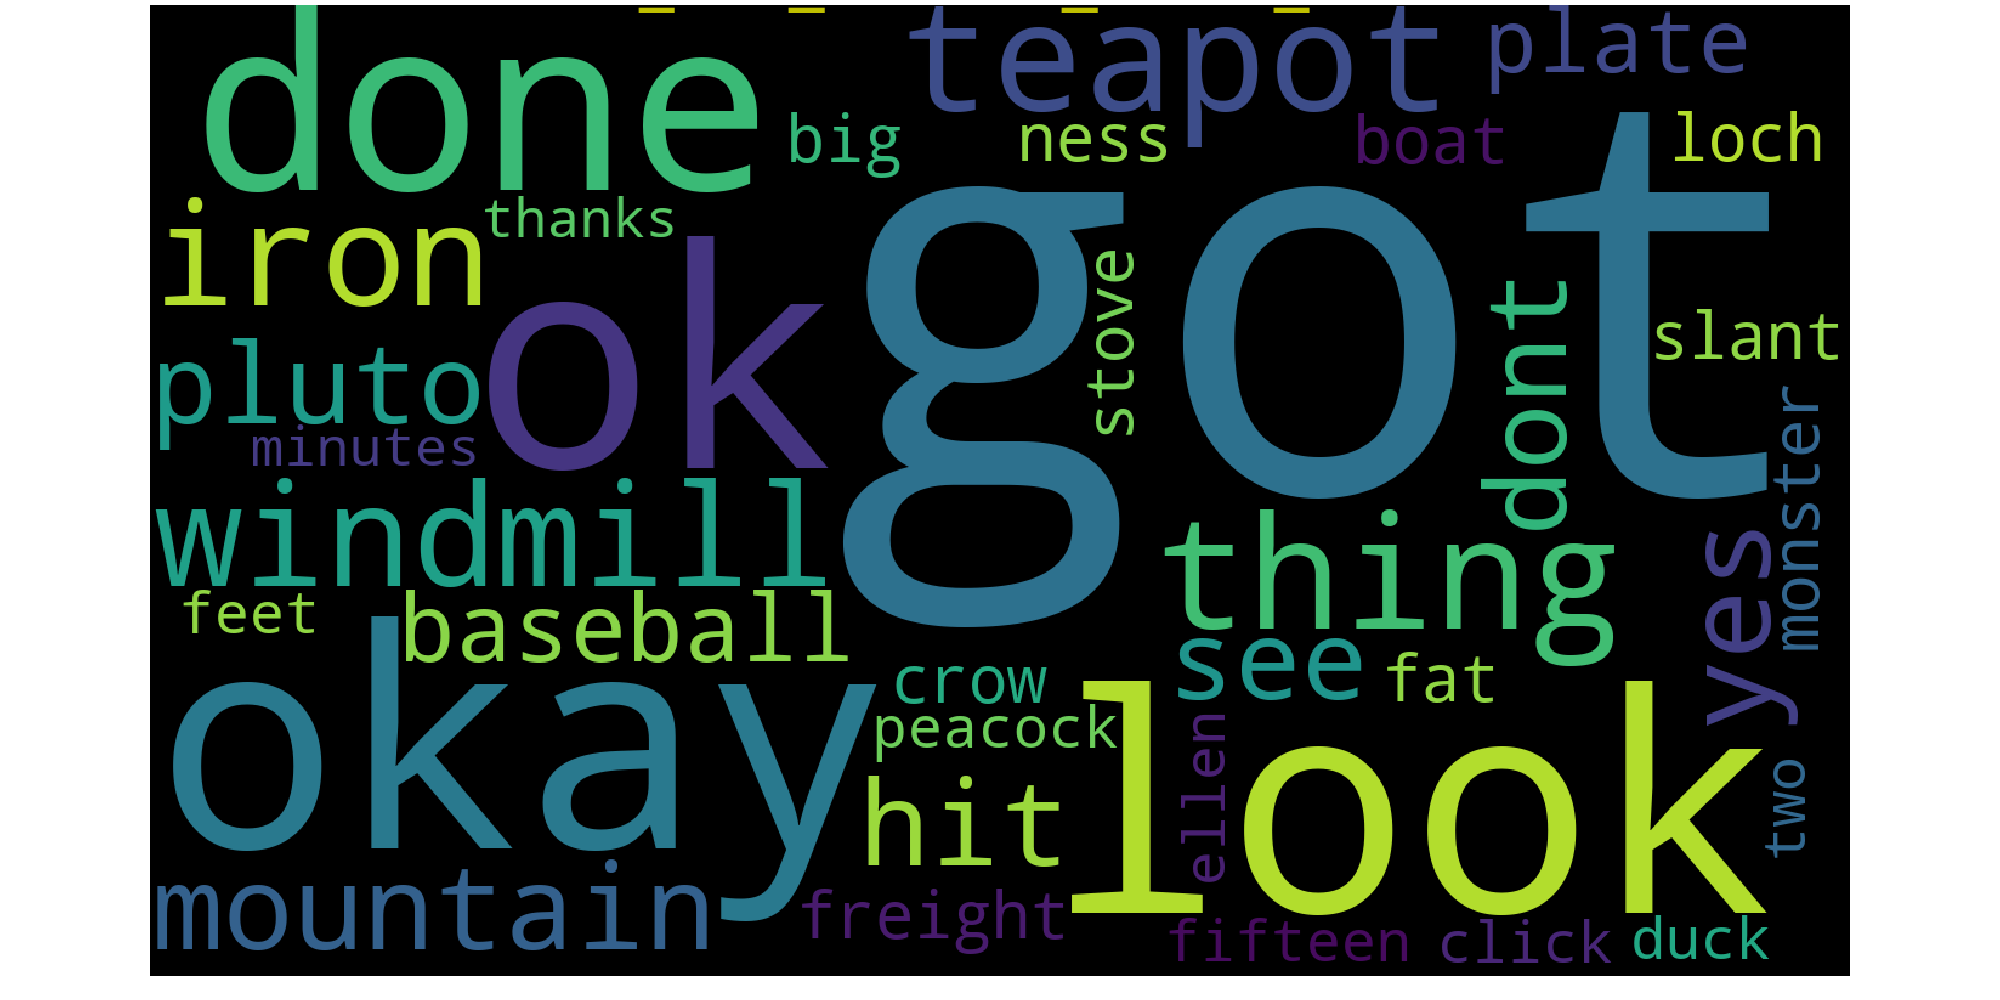 done
teapot
plate
big
ness
boat
loch
iron
thanks
got
ok
stove
dont
slant
pluto
minutes
monster
windmill
thing
yes
feet
baseball
see
fat
crow
okay
peacock
look
ellen
two
hit
mountain
freight
fifteen
click
duck